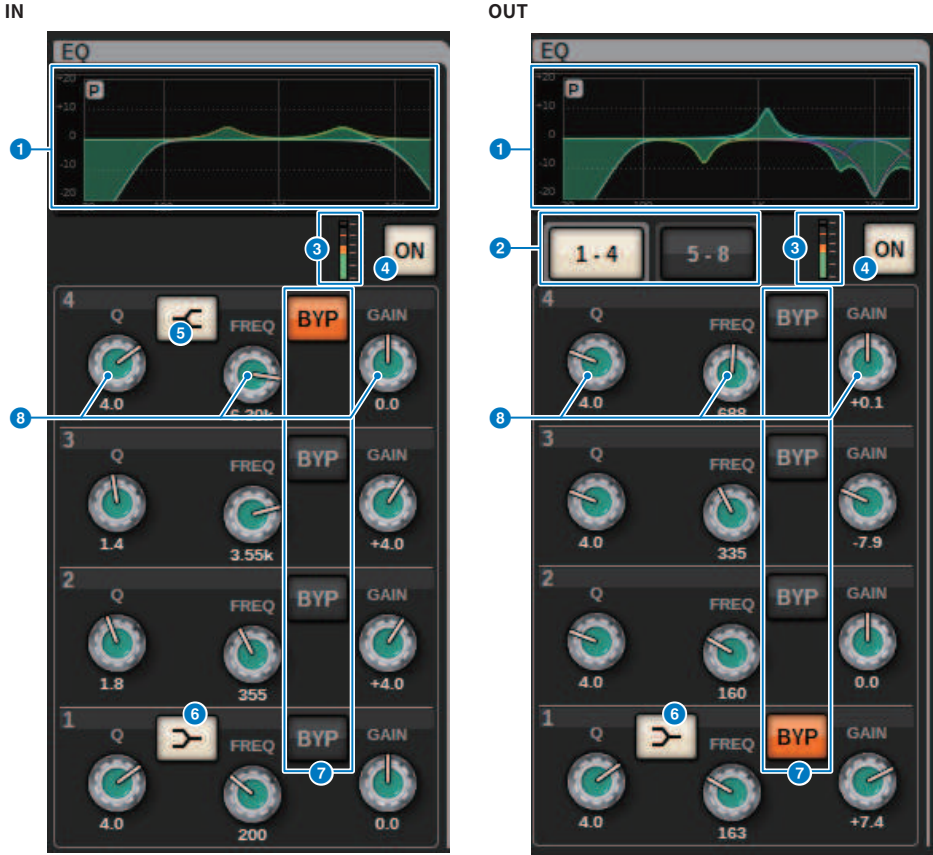 IN
EQ
P
+20
+10
0
-10
-20
1
3
4
ON
4
Q
5
FREQ
BYP
GAIN
8
4.0
6.30k
0.0
3
Q
FREQ
BYP
GAIN
1.4
3.55k
+4.0
2
Q
FREQ
BYP
GAIN
1.8
355
+4.0
1
Q
6
FREQ
BYP
GAIN
7
4.0
200
0.0
OUT
EQ
P
+20
+10
0
-10
-20
1
2
1 - 4
5 - 8
3
4
ON
4
Q
FREQ
BYP
GAIN
8
4.0
688
+0.1
3
Q
FREQ
BYP
GAIN
4.0
335
-7.9
2
Q
FREQ
BYP
GAIN
4.0
160
0.0
1
Q
6
FREQ
BYP
GAIN
7
4.0
163
+7.4